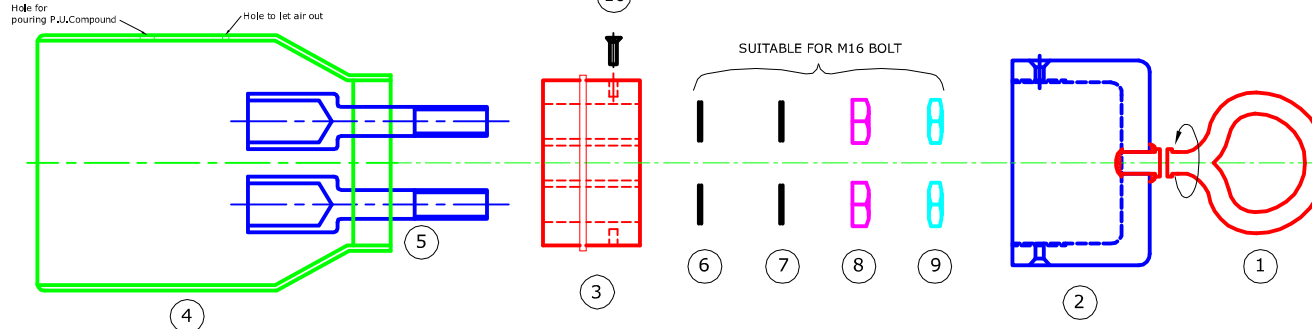 Hole for
pouring P.U.Compound
Hole to let air out
SUITABLE FOR M16 BOLT
5
6
7
8
9
3
1
2
4